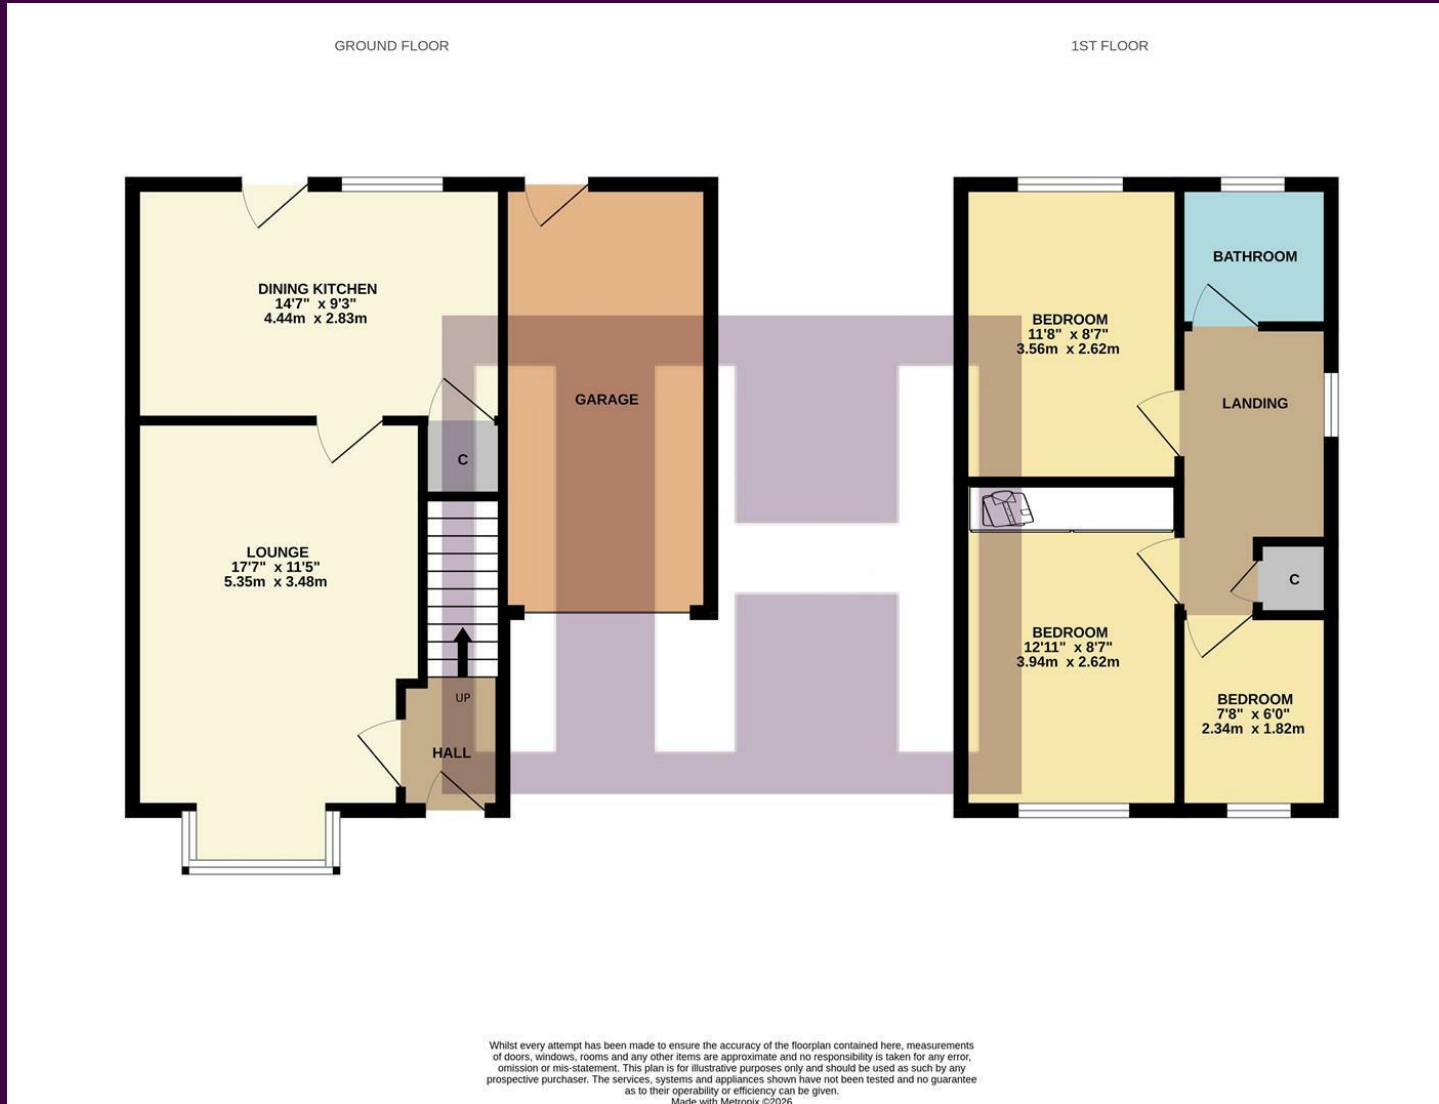 GROUND FLOOR
1ST FLOOR
DINING KITCHEN
14'7" x 9'3"
4.44m x 2.83m
GARAGE
C
LOUNGE
17'7" x 11'5"
5.35m x 3.48m
UP
HALL
BATHROOM
BEDROOM
11'8" x 8'7"
3.56m x 2.62m
LANDING
C
BEDROOM
12'11" x 8'7"
3.94m x 2.62m
BEDROOM
7'8" x 6'0"
2.34m x 1.82m
Whilst every attempt has been made to ensure the accuracy of the floorplan contained here, measurements
of doors, windows, rooms and any other items are approximate and no responsibility is taken for any error,
omission or mis-statement. This plan is for illustrative purposes only and should be used as such by any
prospective purchaser. The services, systems and appliances shown have not been tested and no guarantee
as to their operability or efficiency can be given.
Made with Metropix ©2026